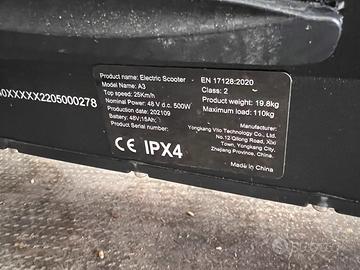 0XXXXX2205000278
Product name: Electric Scooter
Model Name: A3
Top speed: 25Km/h
Nominal Power: 48 V d.c. 500W
Production date: 202109
Battery: 48V,15Ah
Product Serial number:
CE IPX4
EN 17128:2020
Class: 2
Product weight: 19.8kg
Maximum load: 110kg
Manufacturer:
Yongkang Vito Technology Co., Ltd.
No.12 Qilong Road, Xixi
Town, Yongkang City,
Zhejiang Province, China.
Made in China
subito